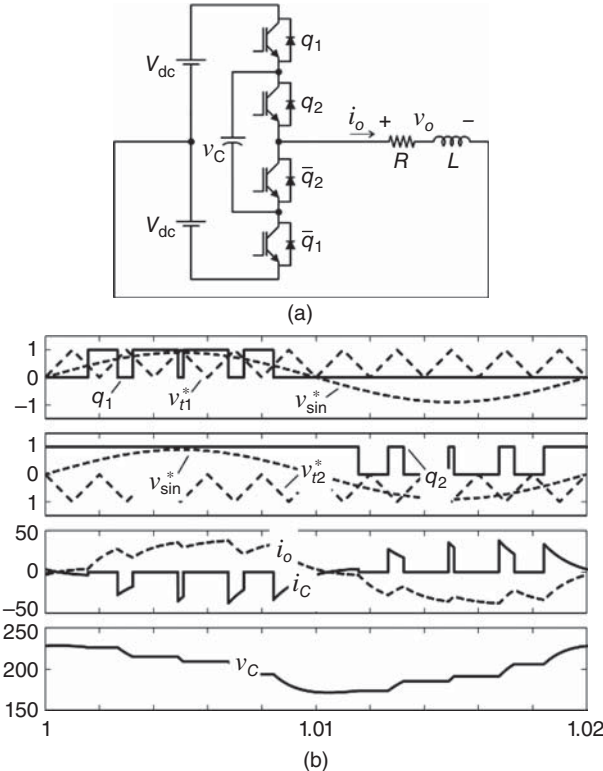 (a)
V_dc
q_1
q_2
i_o + v_o −
v_C
R L
q̄_2
V_dc
q̄_1
(b)
1
0
−1
q_1 v*_t1 v*_sin
1
0
1
v*_sin v*_t2 q_2
50
0
−50
i_o
i_C
250
200
150
v_C
1 1.01 1.02